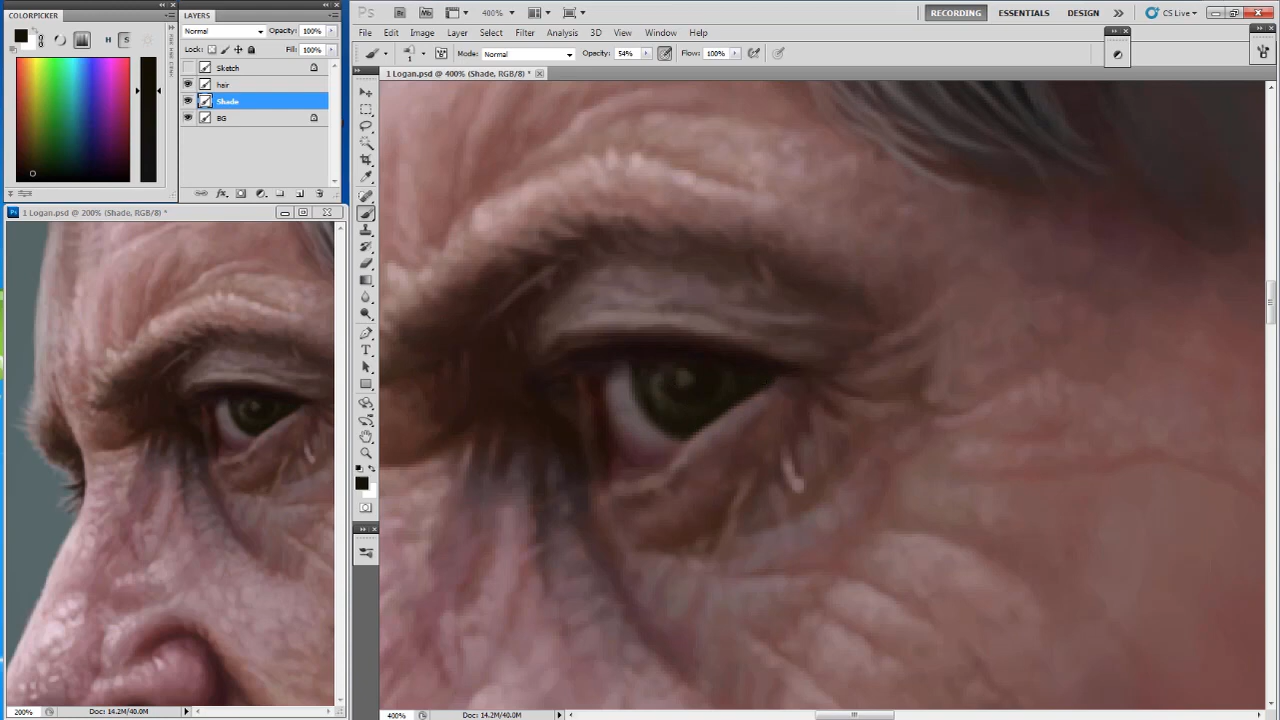 COLORPICKER
LAYERS
Normal Opacity: 100%
Lock: Fill: 100%
Sketch
hair
Shade
BG
H S
1 Logan.psd @ 200% (Shade, RGB/8) *
200% Doc: 14.2M/40.0M
Ps Br Mb 400% RECORDING ESSENTIALS DESIGN CS Live
File Edit Image Layer Select Filter Analysis 3D View Window Help
1 Mode: Normal Opacity: 54% Flow: 100%
1 Logan.psd @ 400% (Shade, RGB/8) *
400% Doc: 14.2M/40.0M